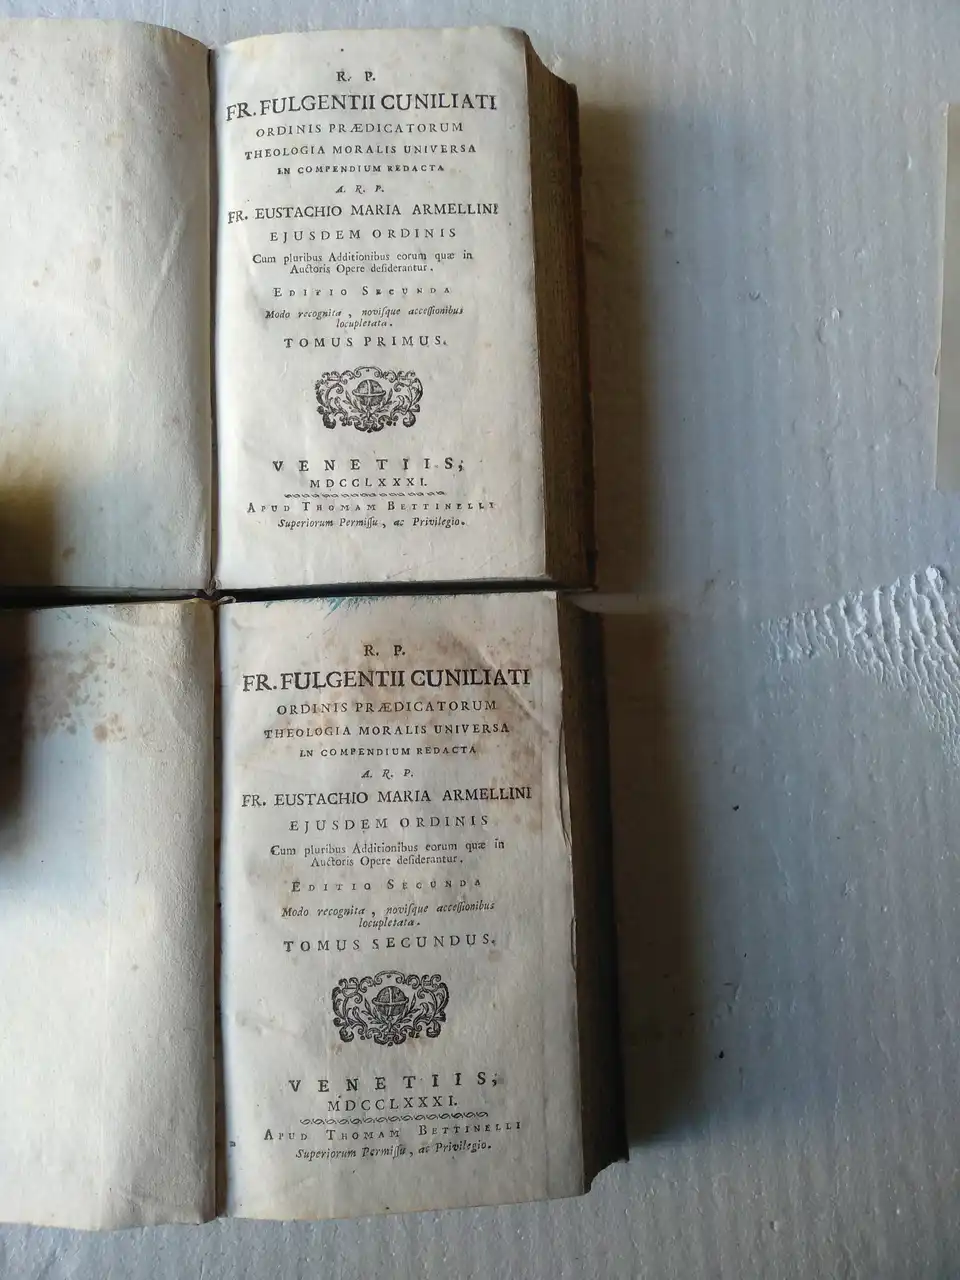 R. P.
FR. FULGENTII CUNILIATI
ORDINIS PRÆDICATORUM
THEOLOGIA MORALIS UNIVERSA
IN COMPENDIUM REDACTA
A. R. P.
FR. EUSTACHIO MARIA ARMELLINI
EJUSDEM ORDINIS
Cum pluribus Additionibus eorum quæ in
Auctoris Opere deſiderantur.
EDITIO SECUNDA
Modo recognita, noviſque acceſſionibus
locupletata.
TOMUS PRIMUS.
VENETIIS;
MDCCLXXXI.
APUD THOMAM BETTINELLI
Superiorum Permiſſu, ac Privilegio.
R. P.
FR. FULGENTII CUNILIATI
ORDINIS PRÆDICATORUM
THEOLOGIA MORALIS UNIVERSA
IN COMPENDIUM REDACTA
A. R. P.
FR. EUSTACHIO MARIA ARMELLINI
EJUSDEM ORDINIS
Cum pluribus Additionibus eorum quæ in
Auctoris Opere deſiderantur.
EDITIO SECUNDA
Modo recognita, noviſque acceſſionibus
locupletata.
TOMUS SECUNDUS.
VENETIIS;
MDCCLXXXI.
APUD THOMAM BETTINELLI
Superiorum Permiſſu, ac Privilegio.